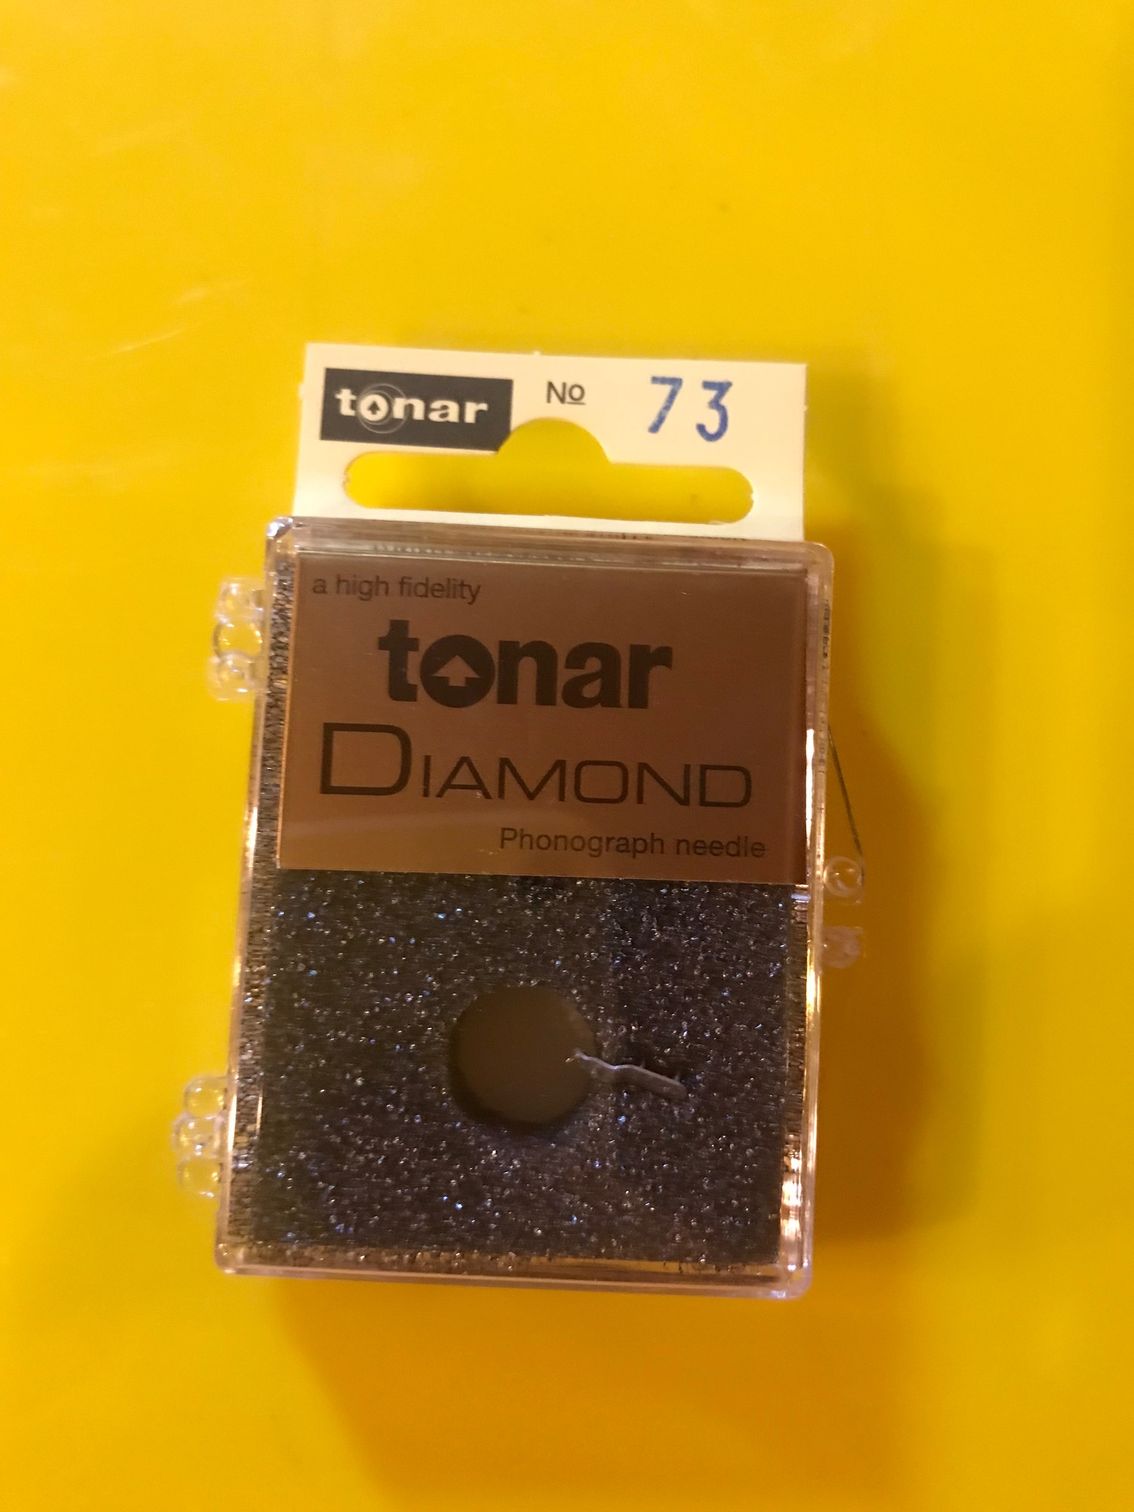 tonar No 73
a high fidelity
tonar
DIAMOND
Phonograph needle